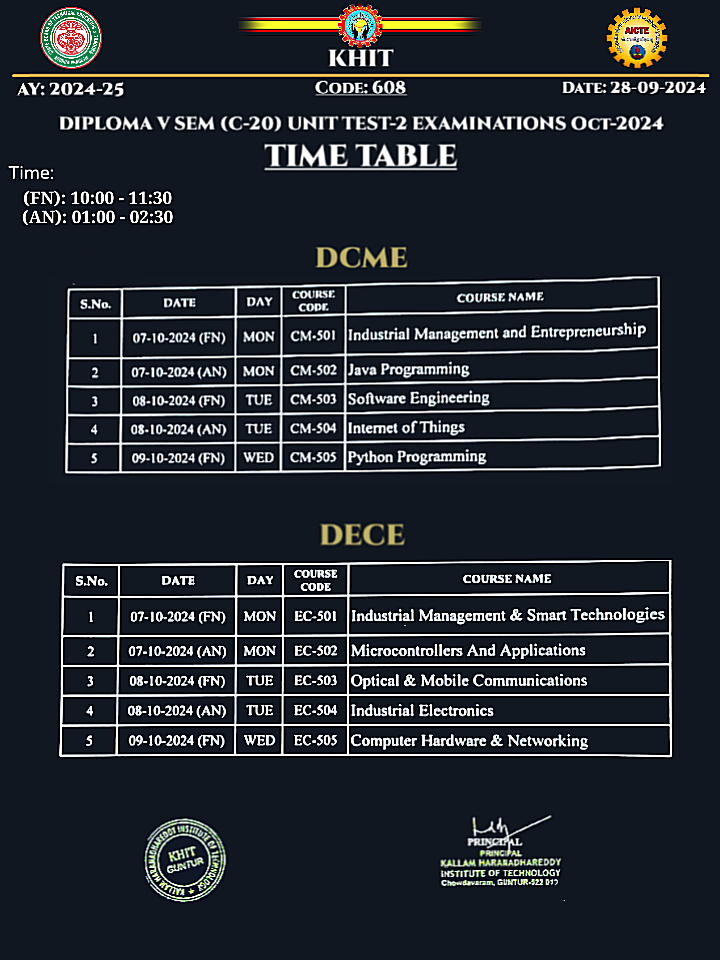 AICTE
KHIT
AY: 2024-25 CODE: 608 DATE: 28-09-2024
DIPLOMA V SEM (C-20) UNIT TEST-2 EXAMINATIONS OCT-2024
TIME TABLE
Time:
(FN): 10:00 - 11:30
(AN): 01:00 - 02:30
DCME
S.No. DATE DAY COURSE CODE COURSE NAME
1 07-10-2024 (FN) MON CM-501 Industrial Management and Entrepreneurship
2 07-10-2024 (AN) MON CM-502 Java Programming
3 08-10-2024 (FN) TUE CM-503 Software Engineering
4 08-10-2024 (AN) TUE CM-504 Internet of Things
5 09-10-2024 (FN) WED CM-505 Python Programming
DECE
S.No. DATE DAY COURSE CODE COURSE NAME
1 07-10-2024 (FN) MON EC-501 Industrial Management & Smart Technologies
2 07-10-2024 (AN) MON EC-502 Microcontrollers And Applications
3 08-10-2024 (FN) TUE EC-503 Optical & Mobile Communications
4 08-10-2024 (AN) TUE EC-504 Industrial Electronics
5 09-10-2024 (FN) WED EC-505 Computer Hardware & Networking
KALLAM HARANADHAREDDY INSTITUTE OF TECHNOLOGY
KHIT
GUNTUR
PRINCIPAL
PRINCIPAL
KALLAM HARANADHAREDDY
INSTITUTE OF TECHNOLOGY
Chowdavaram, GUNTUR-522 019